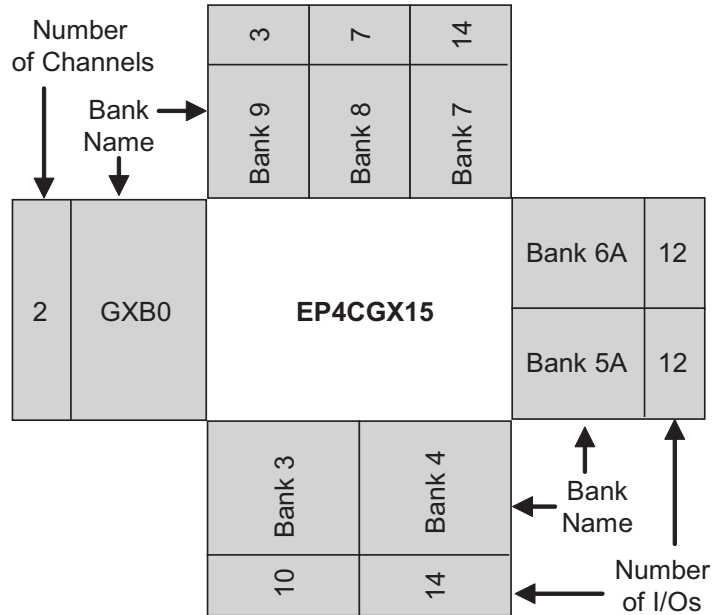 Number
of Channels
Bank
Name
3
7
14
Bank 9
Bank 8
Bank 7
2
GXB0
EP4CGX15
Bank 6A
12
Bank 5A
12
Bank 3
Bank 4
10
14
Bank
Name
Number
of I/Os